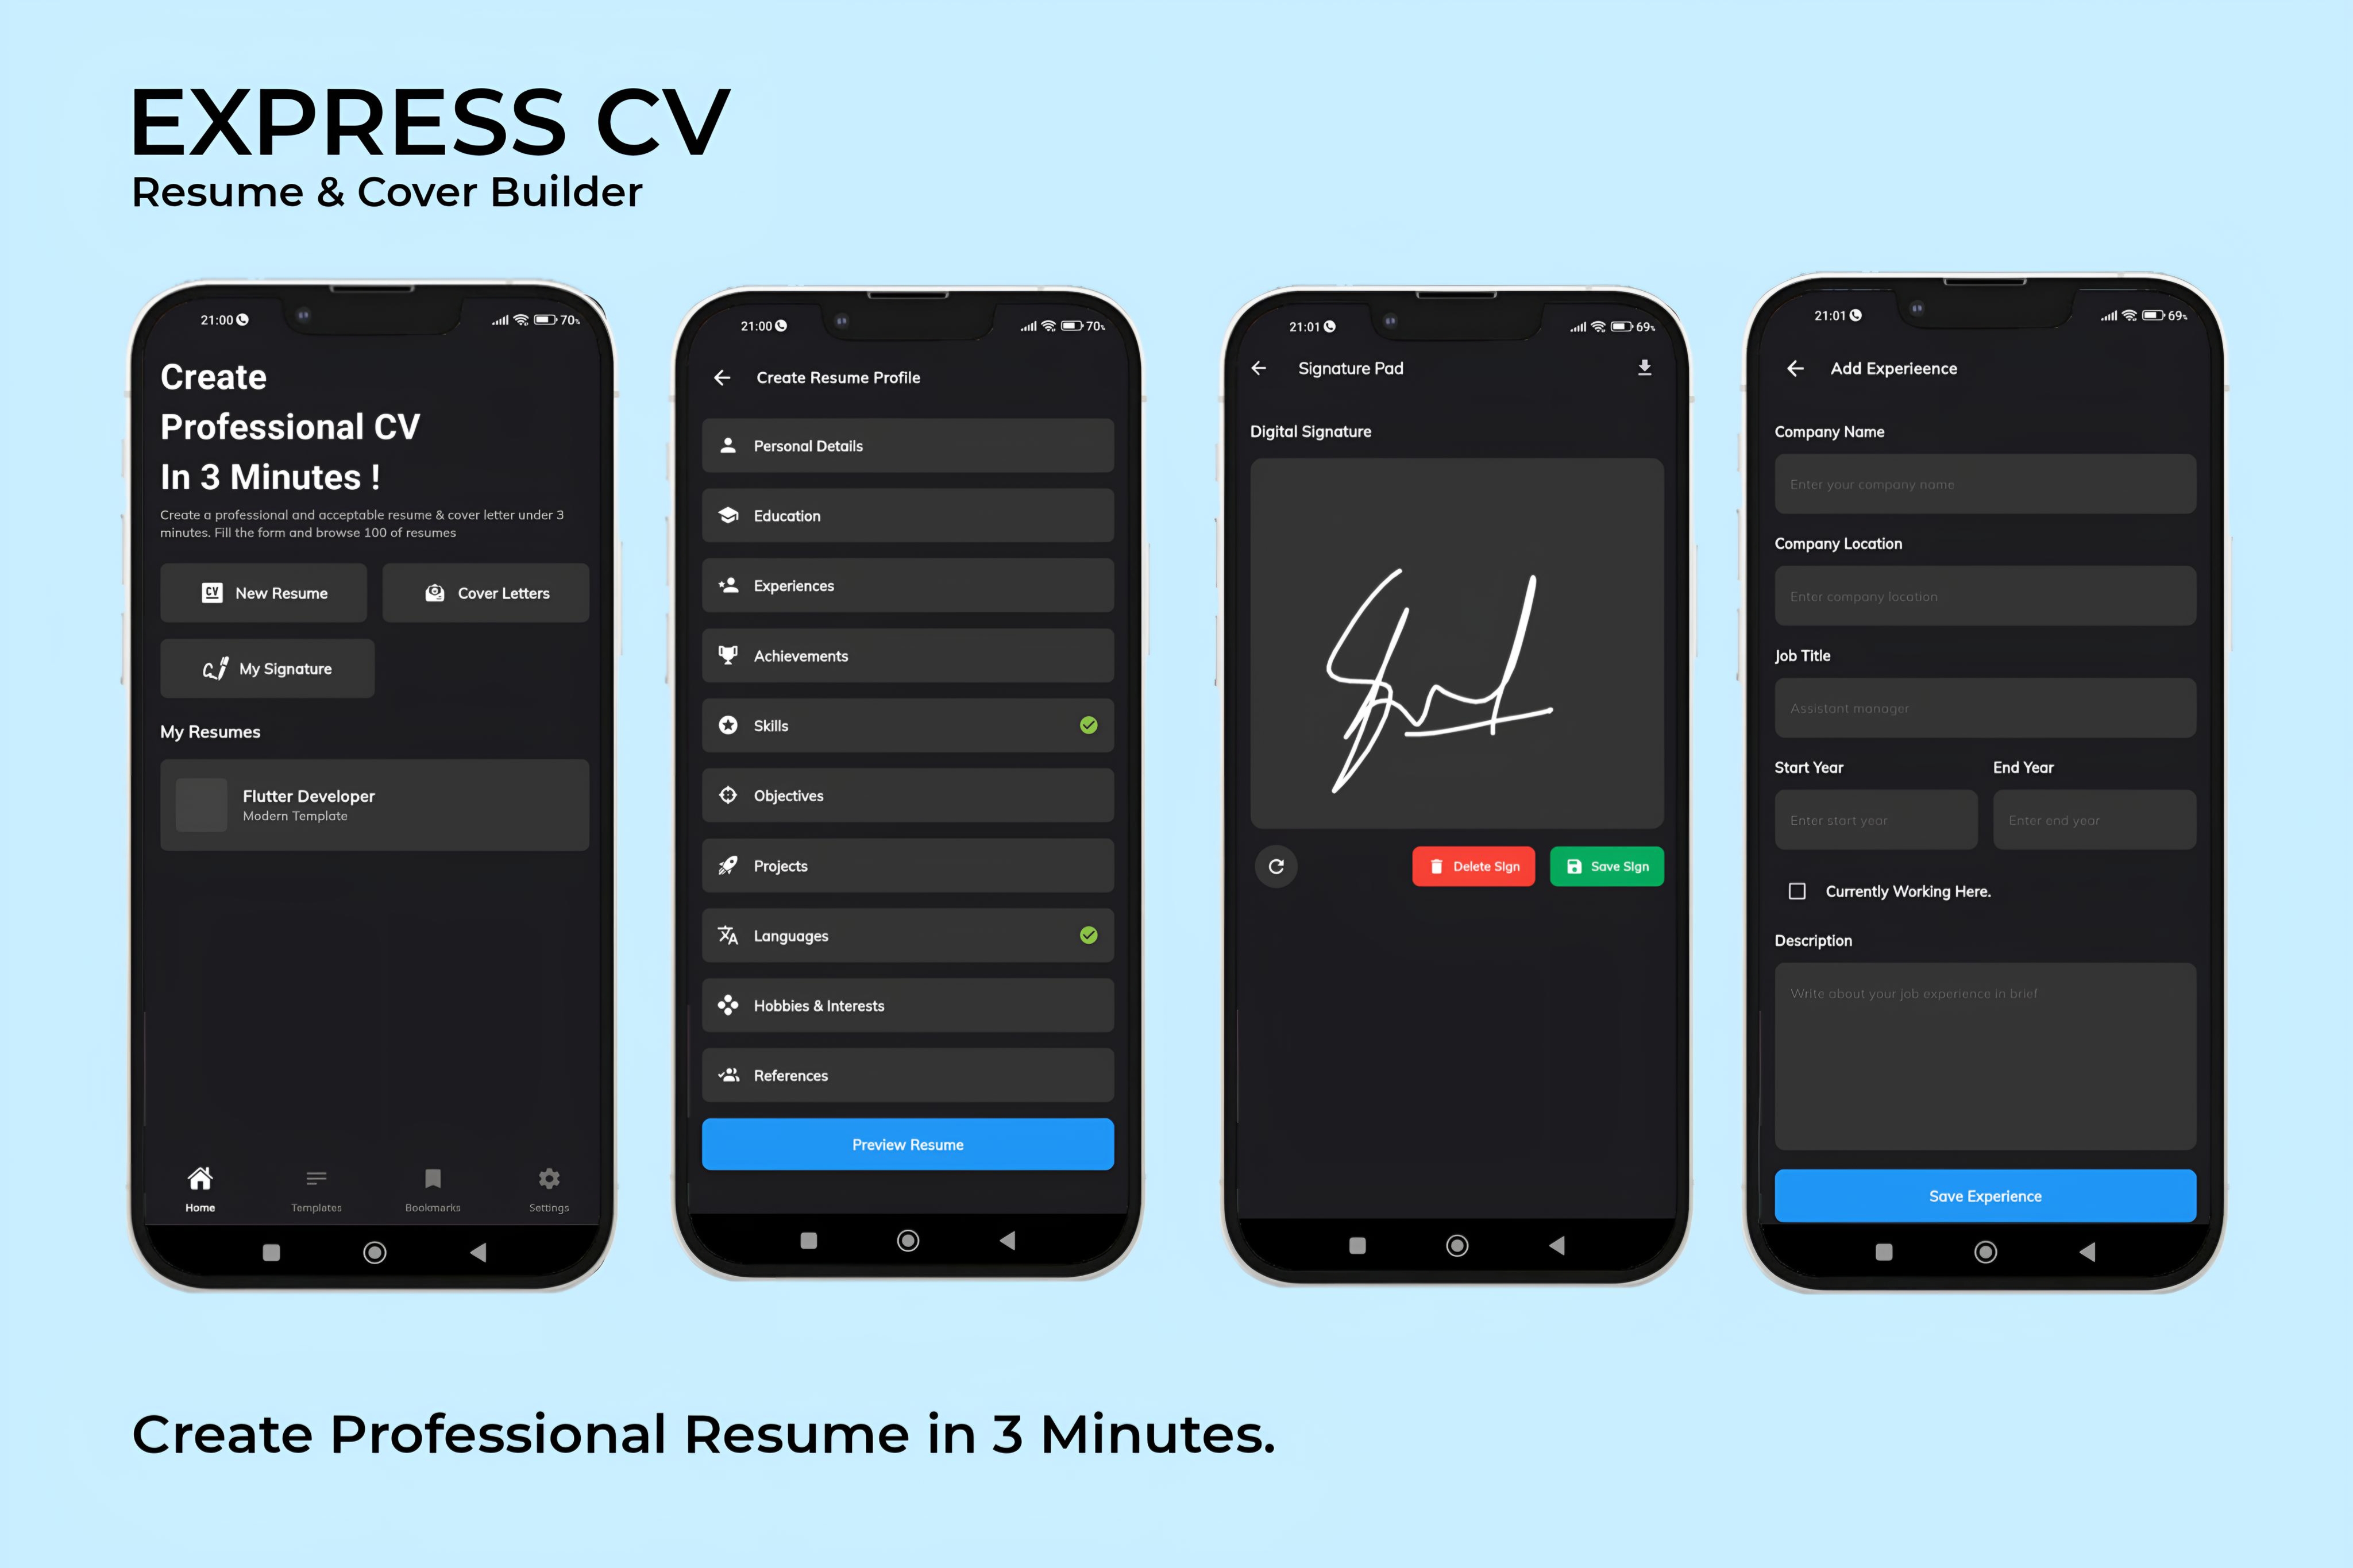 EXPRESS CV
Resume & Cover Builder
21:00
70%
Create
Professional CV
In 3 Minutes !
Create a professional and acceptable resume & cover letter under 3
minutes. Fill the form and browse 100 of resumes
CV
New Resume
Cover Letters
My Signature
My Resumes
Flutter Developer
Modern Template
Home
Templates
Bookmarks
Settings
21:00
70%
Create Resume Profile
Personal Details
Education
Experiences
Achievements
Skills
Objectives
Projects
Languages
Hobbies & Interests
References
Preview Resume
21:01
69%
Signature Pad
Digital Signature
Delete SIgn
Save SIgn
21:01
69%
Add Experieence
Company Name
Enter your company name
Company Location
Enter company location
Job Title
Assistant manager
Start Year
End Year
Enter start year
Enter end year
Currently Working Here.
Description
Write about your job experience in brief
Save Experience
Create Professional Resume in 3 Minutes.